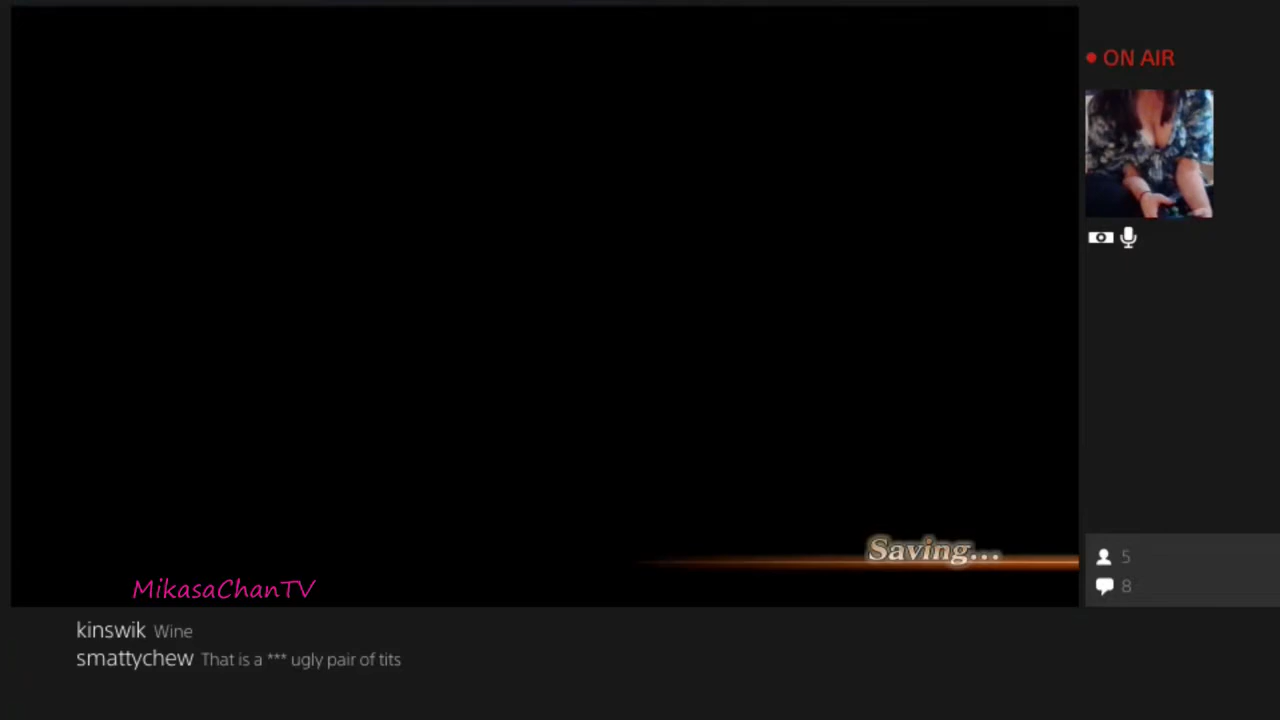 ON AIR
Saving...
5
8
MikasaChanTV
kinswik Wine
smattychew That is a *** ugly pair of tits